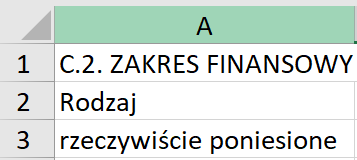 A
1 C.2. ZAKRES FINANSOWY
2 Rodzaj
3 rzeczywiście poniesione